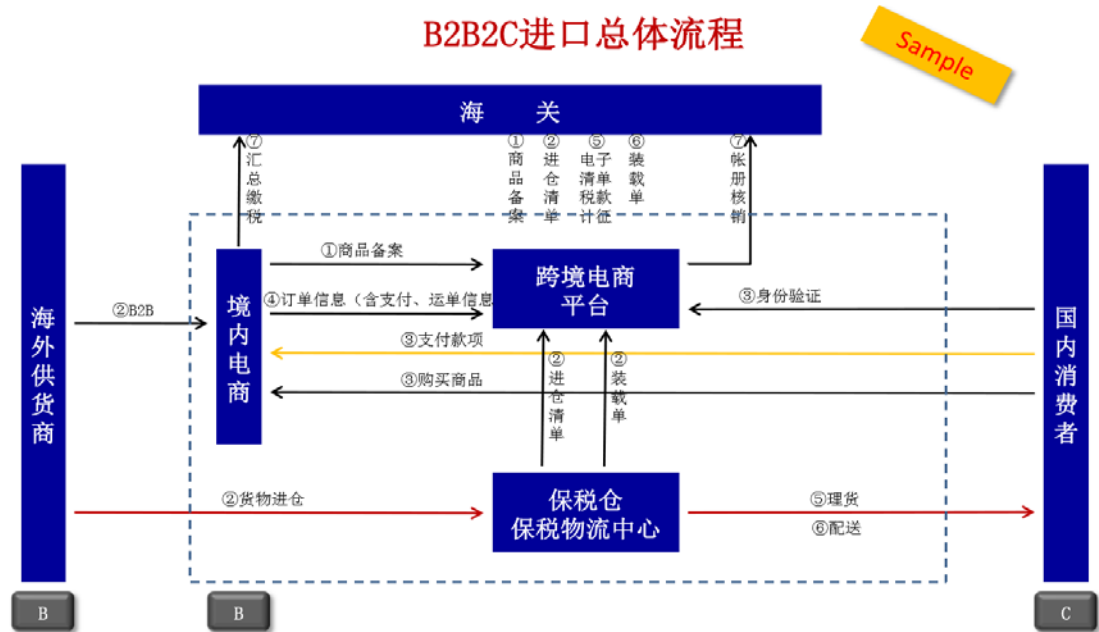 B2B2C进口总体流程
Sample
海 关
⑦汇总缴税
①商品备案
②进仓清单
⑤电子清单税款计征
⑥装载单
⑦帐册核销
海外供货商
②B2B
境内电商
①商品备案
④订单信息（含支付、运单信息
跨境电商
平台
③身份验证
③支付款项
③购买商品
②进仓清单
②装载单
国内消费者
②货物进仓
保税仓
保税物流中心
⑤理货
⑥配送
B
B
C